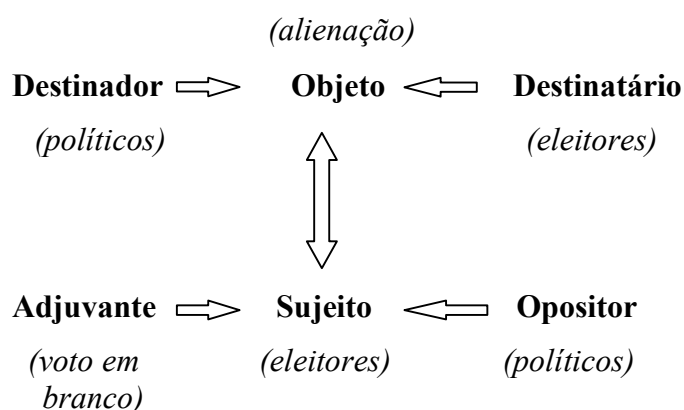 (alienação)
Destinador Objeto Destinatário
(políticos) (eleitores)
Adjuvante Sujeito Opositor
(voto em (eleitores) (políticos)
branco)